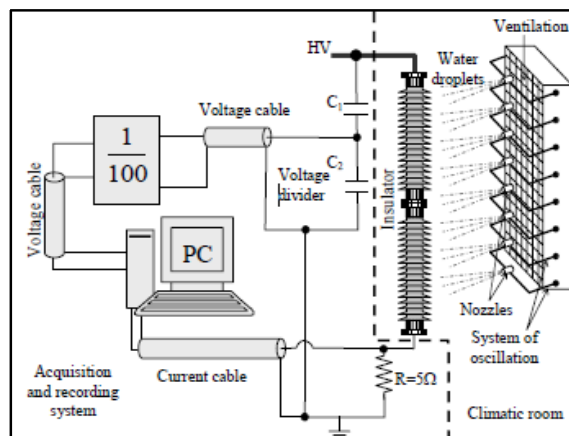 Ventilation
HV
Water
droplets
C₁
Voltage cable
1
100
C₂
Voltage
divider
Insulator
Voltage cable
PC
Nozzles
System of
oscillation
Acquisition
and recording
system
Current cable
R=5Ω
Climatic room